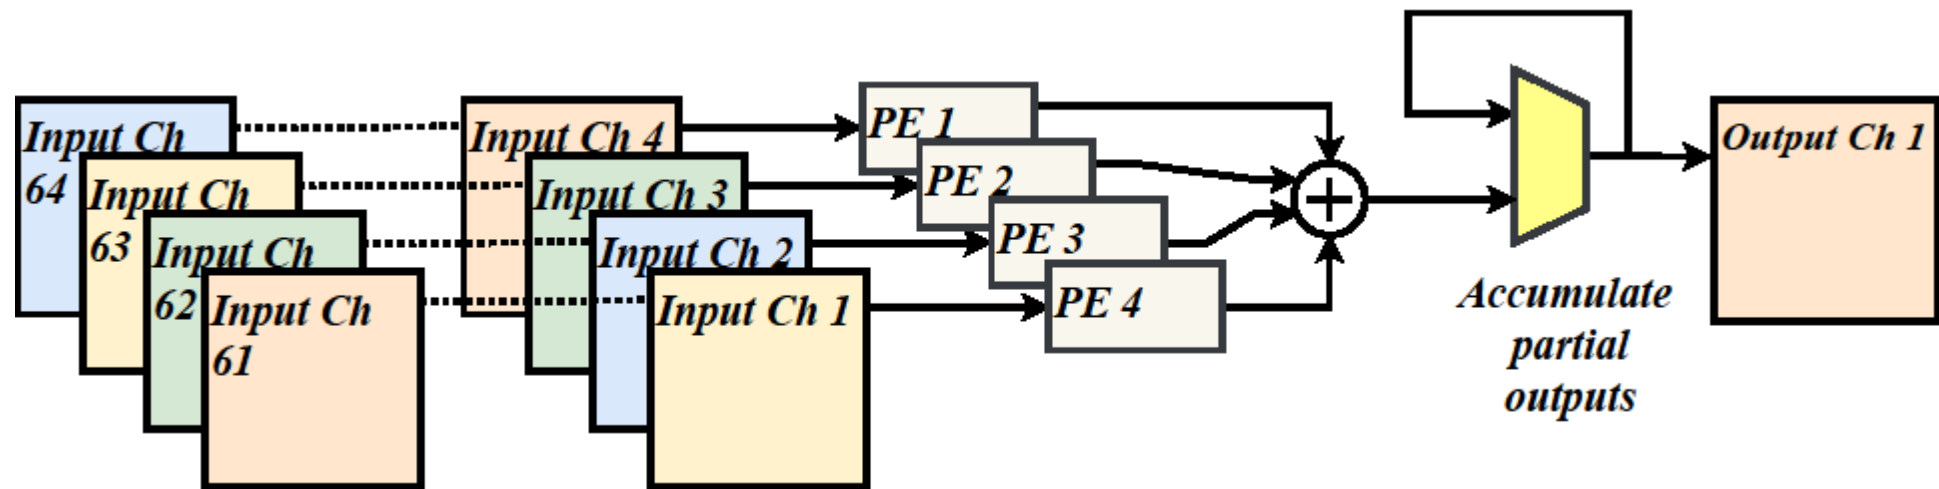 Input Ch
64
Input Ch
63
Input Ch
62
Input Ch
61
Input Ch 4
Input Ch 3
Input Ch 2
Input Ch 1
PE 1
PE 2
PE 3
PE 4
Accumulate
partial
outputs
Output Ch 1